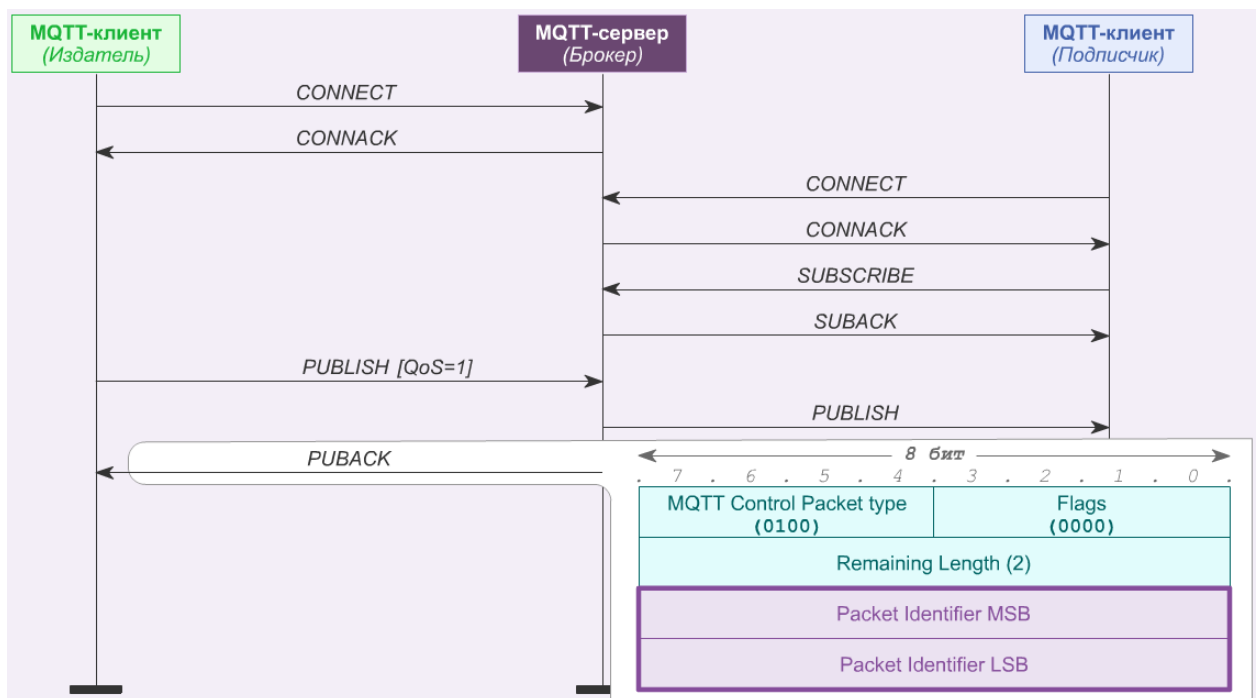 MQTT-клиент
(Издатель)
MQTT-сервер
(Брокер)
MQTT-клиент
(Подписчик)
CONNECT
CONNACK
CONNECT
CONNACK
SUBSCRIBE
SUBACK
PUBLISH [QoS=1]
PUBLISH
PUBACK
8 бит
. 7 . 6 . 5 . 4 . 3 . 2 . 1 . 0 .
MQTT Control Packet type
(0100)
Flags
(0000)
Remaining Length (2)
Packet Identifier MSB
Packet Identifier LSB